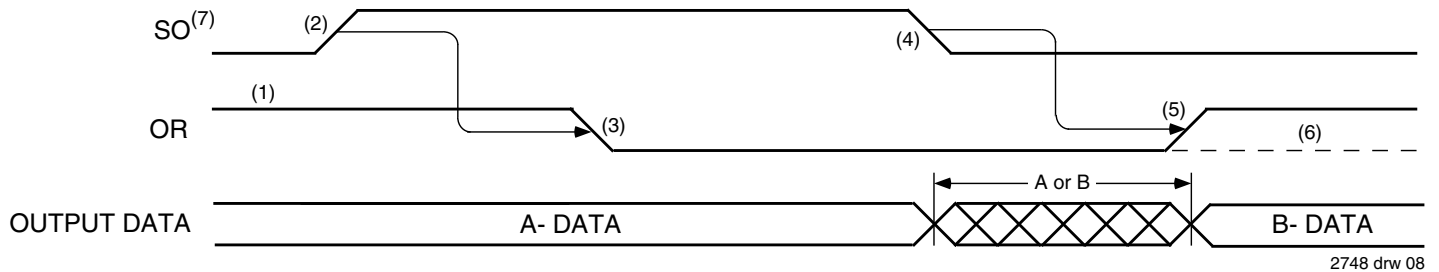 SO(7)
(2)
(4)
(1)
OR
(3)
(5)
(6)
A or B
OUTPUT DATA
A- DATA
B- DATA
2748 drw 08